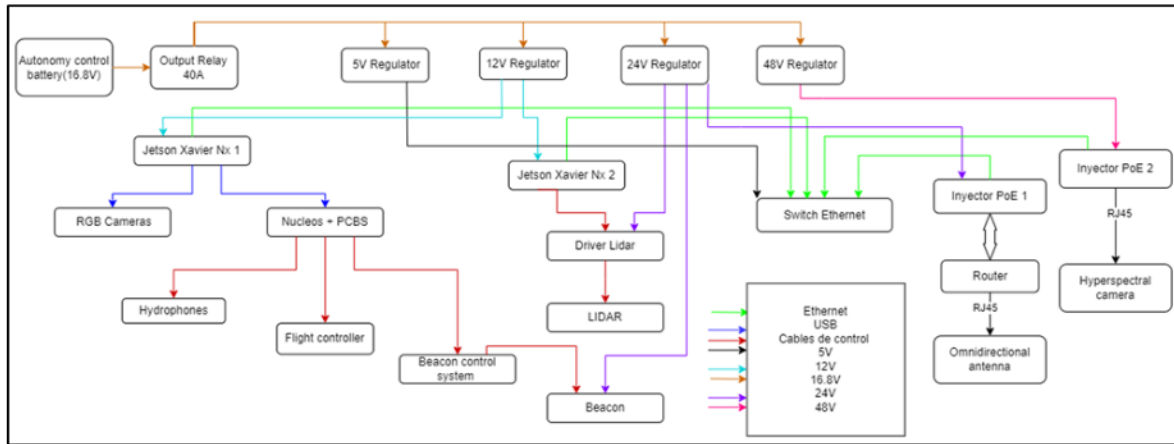 Autonomy control
battery(16.8V)
Output Relay
40A
5V Regulator
12V Regulator
24V Regulator
48V Regulator
Jetson Xavier Nx 1
Jetson Xavier Nx 2
Inyector PoE 1
Inyector PoE 2
RGB Cameras
Nucleos + PCBS
Switch Ethernet
RJ45
Driver Lidar
Router
Hyperspectral
camera
Hydrophones
Flight controller
LIDAR
RJ45
Omnidirectional
antenna
Beacon control
system
Beacon
Ethernet
USB
Cables de control
5V
12V
16.8V
24V
48V